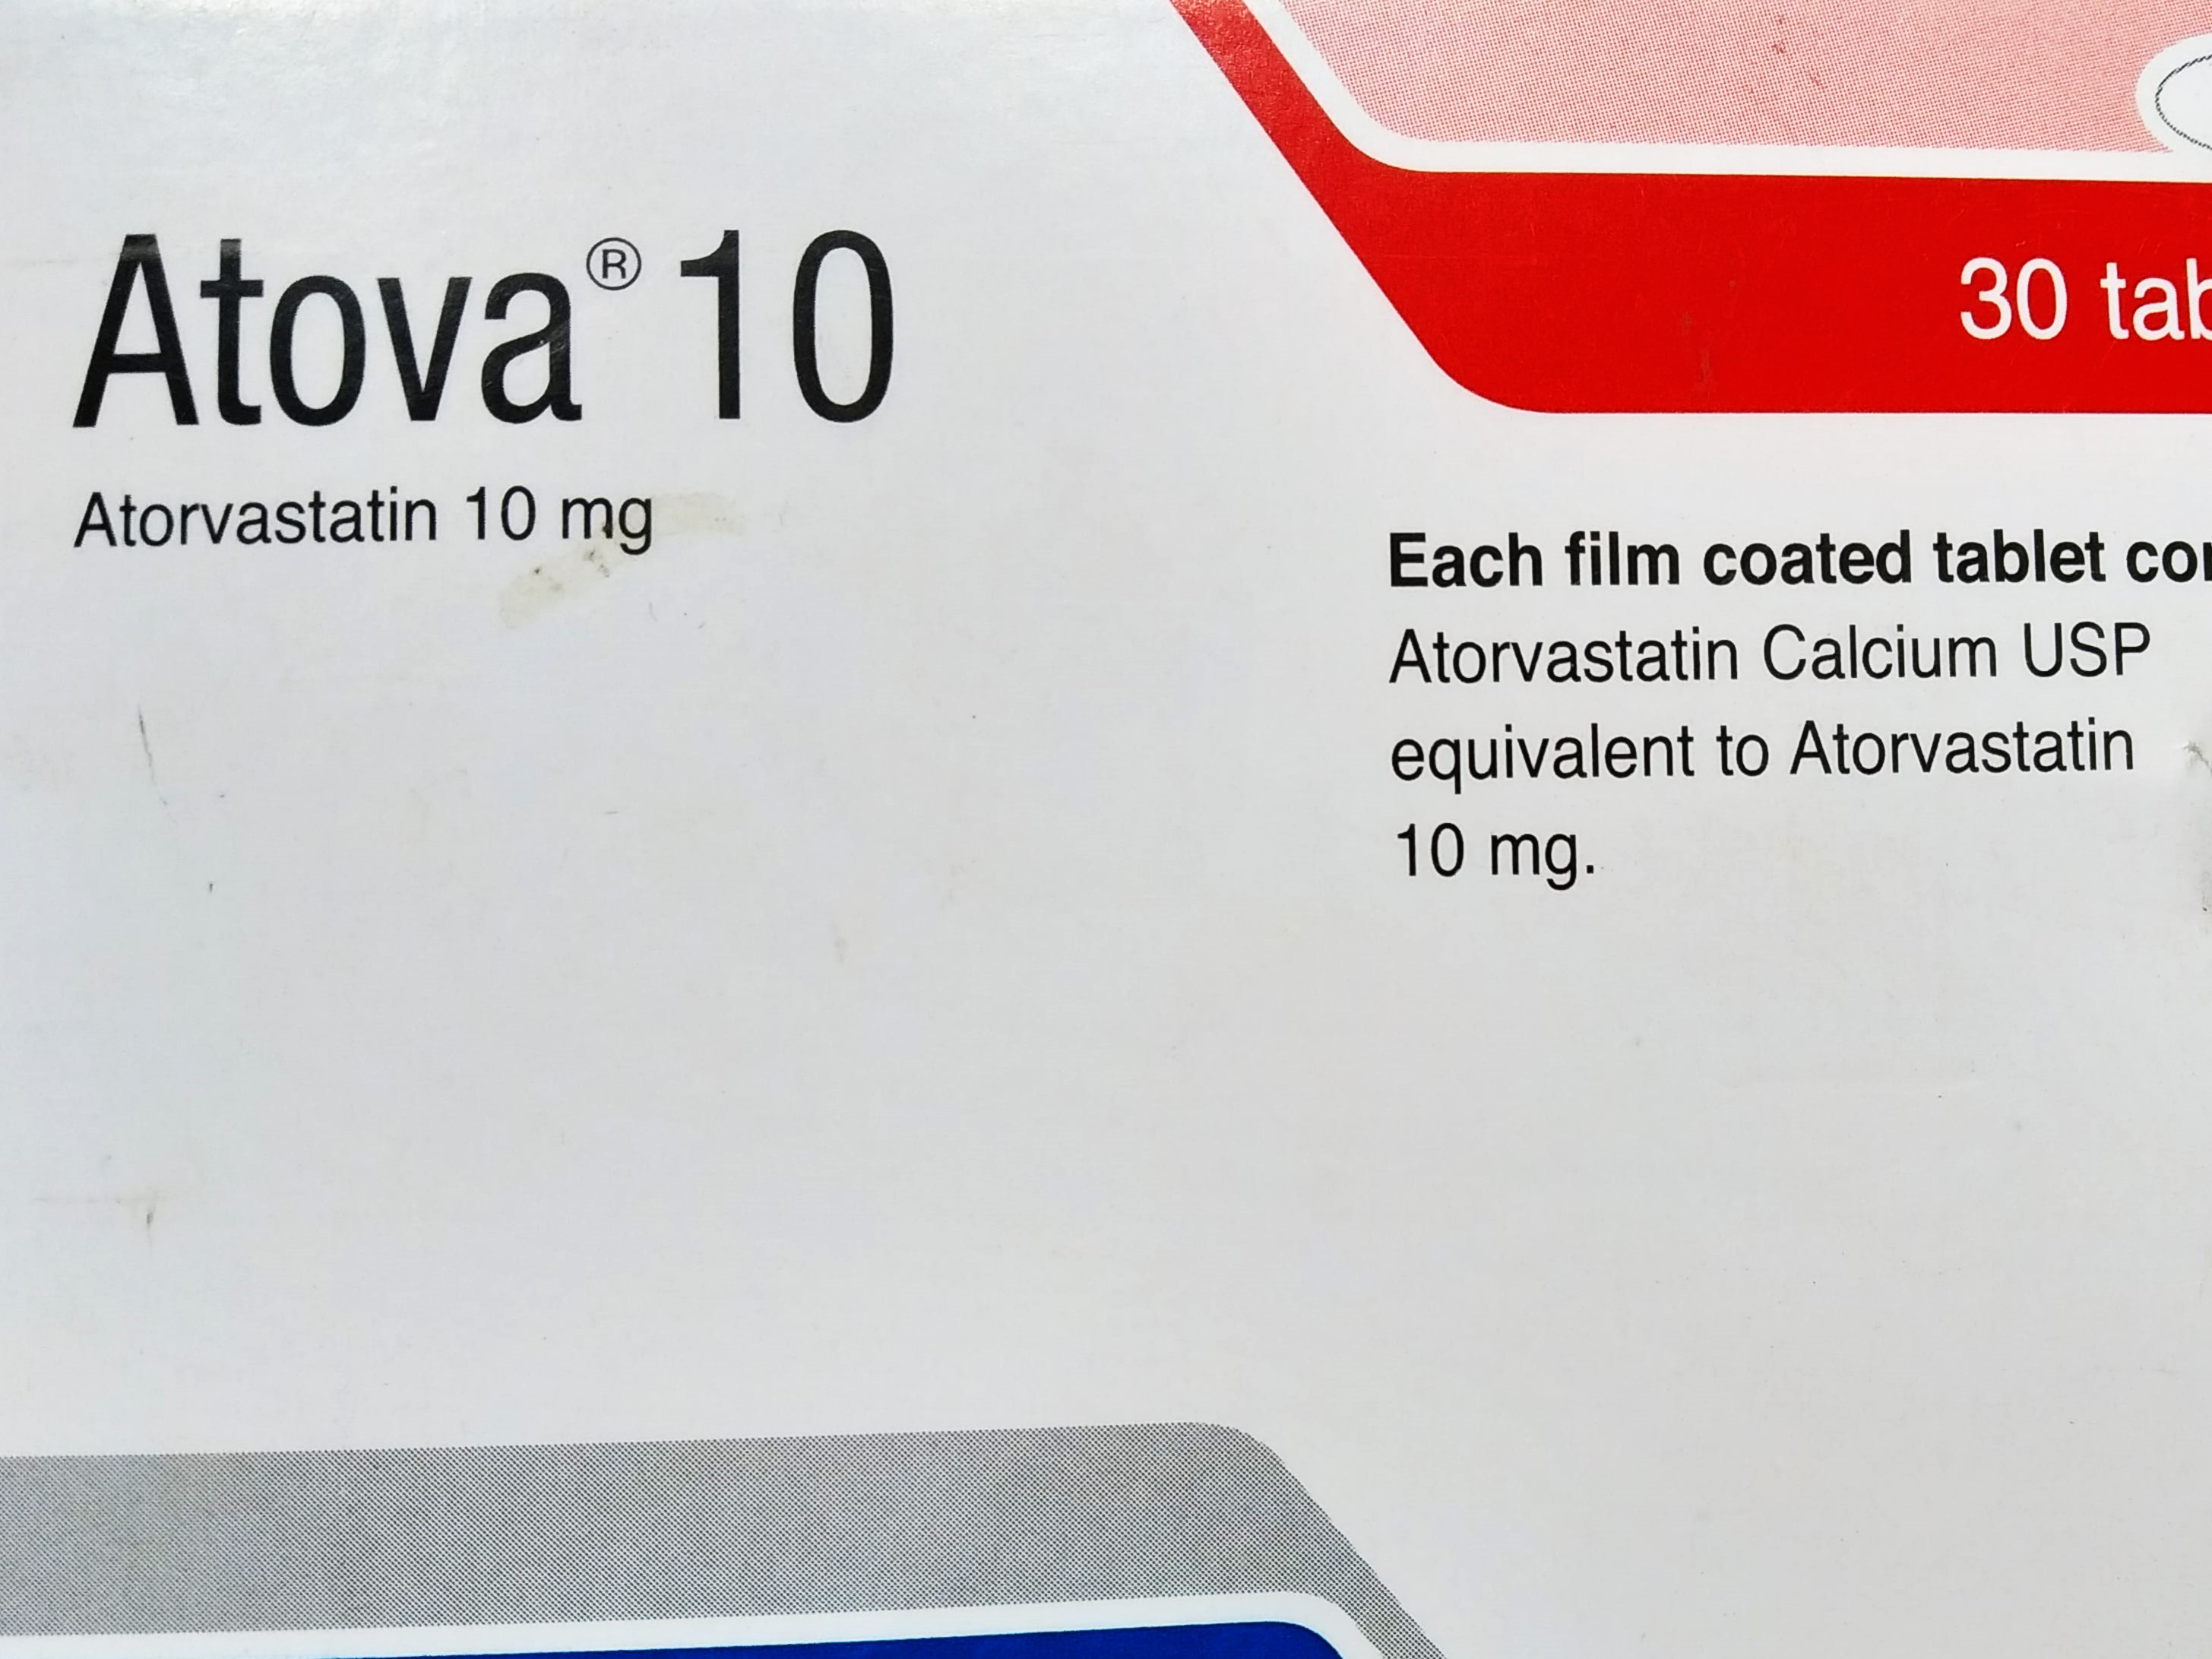 Atova® 10
Atorvastatin 10 mg
30
Each film coated tablet
Atorvastatin Calcium USP
equivalent to Atorvastatin
10 mg.